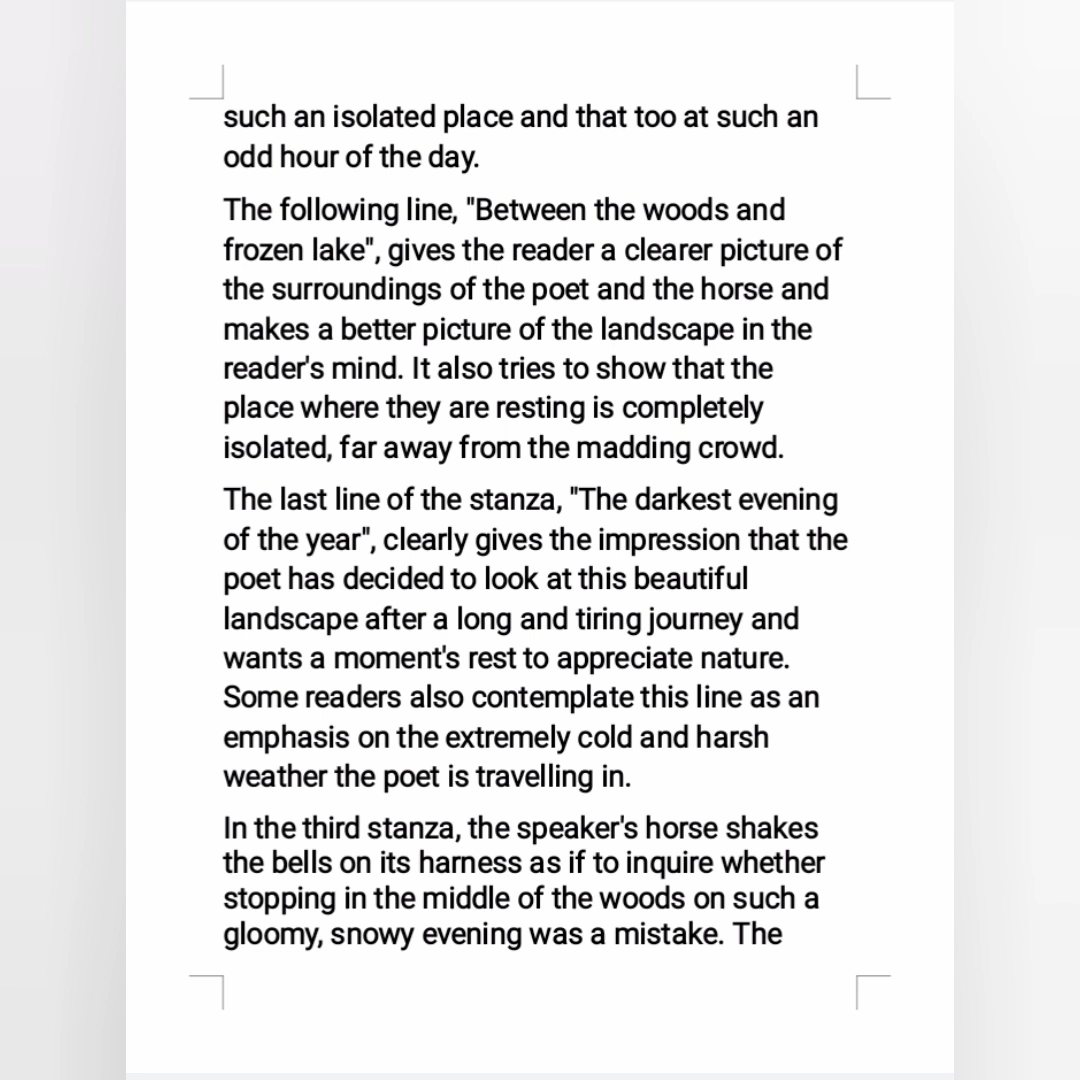 such an isolated place and that too at such an
odd hour of the day.
The following line, "Between the woods and
frozen lake", gives the reader a clearer picture of
the surroundings of the poet and the horse and
makes a better picture of the landscape in the
reader's mind. It also tries to show that the
place where they are resting is completely
isolated, far away from the madding crowd.
The last line of the stanza, "The darkest evening
of the year", clearly gives the impression that the
poet has decided to look at this beautiful
landscape after a long and tiring journey and
wants a moment's rest to appreciate nature.
Some readers also contemplate this line as an
emphasis on the extremely cold and harsh
weather the poet is travelling in.
In the third stanza, the speaker's horse shakes
the bells on its harness as if to inquire whether
stopping in the middle of the woods on such a
gloomy, snowy evening was a mistake. The